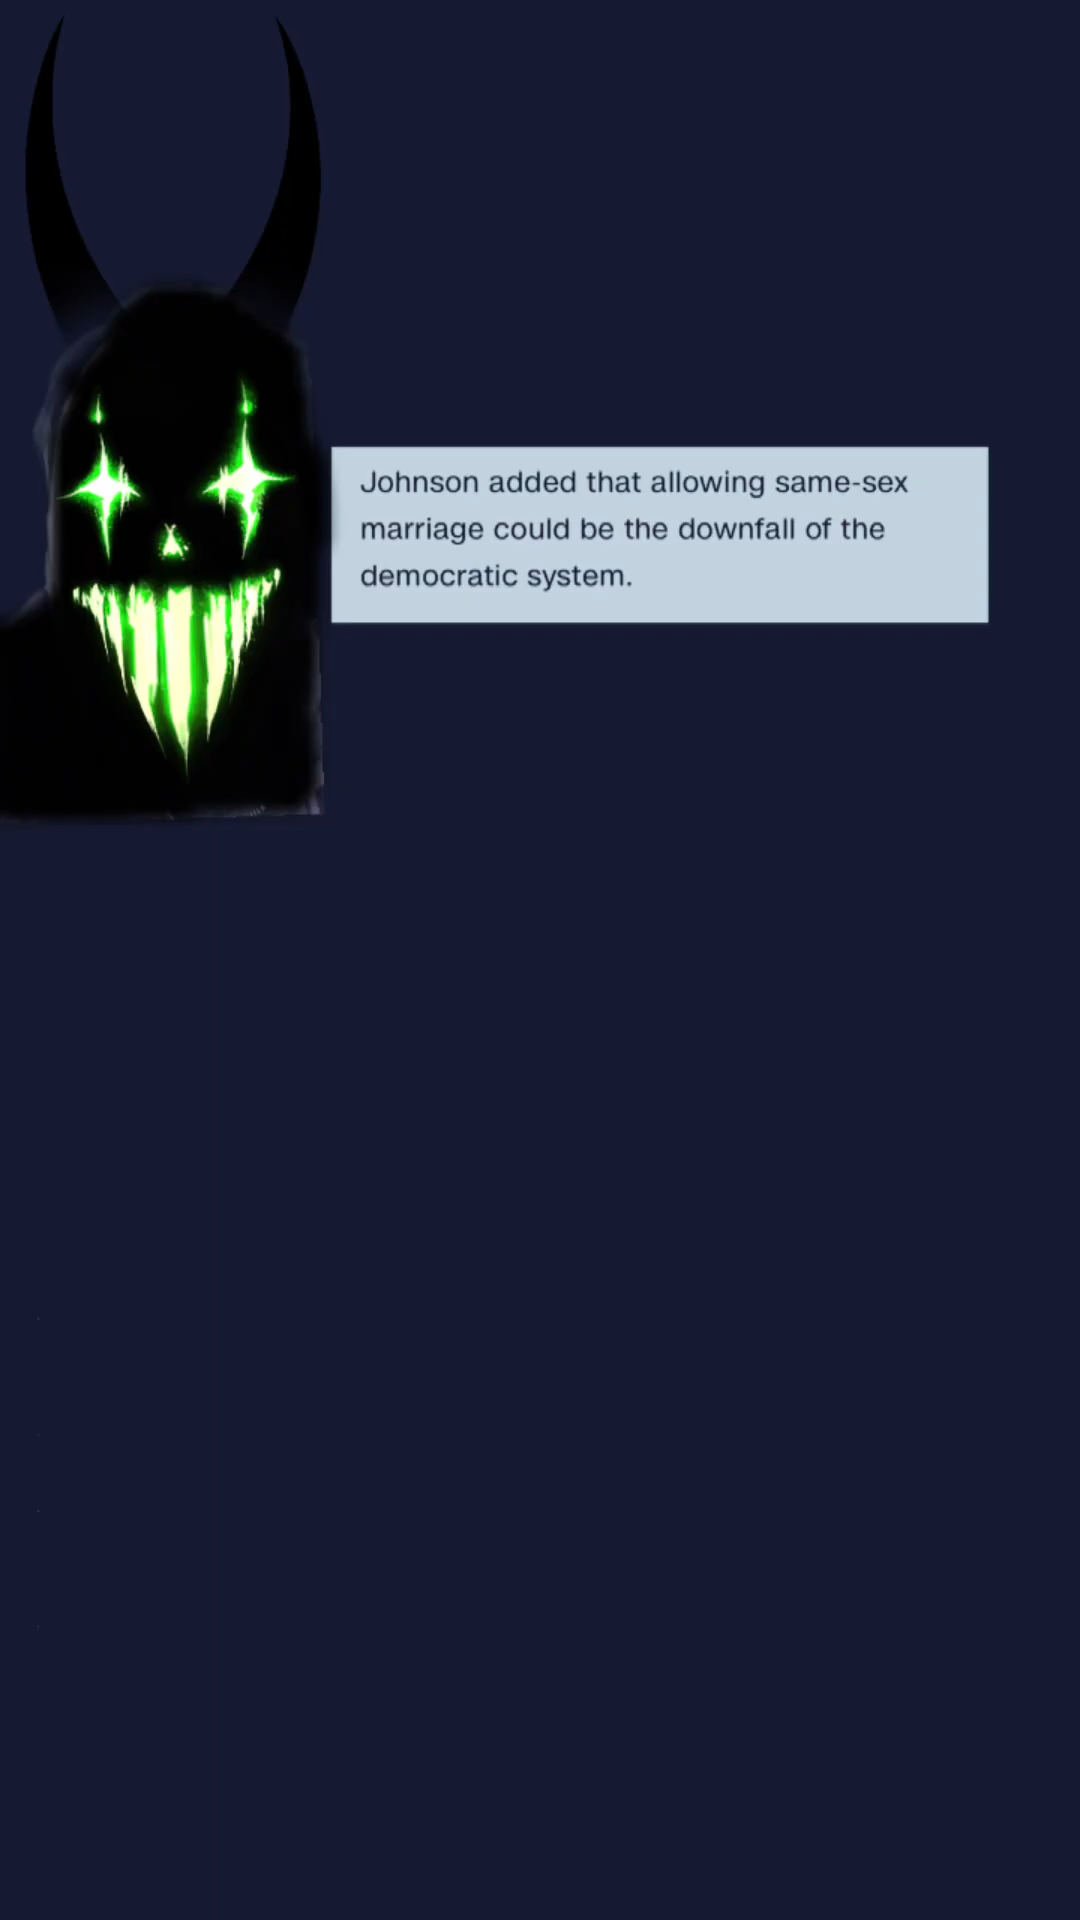 Johnson added that allowing same-sex
marriage could be the downfall of the
democratic system.